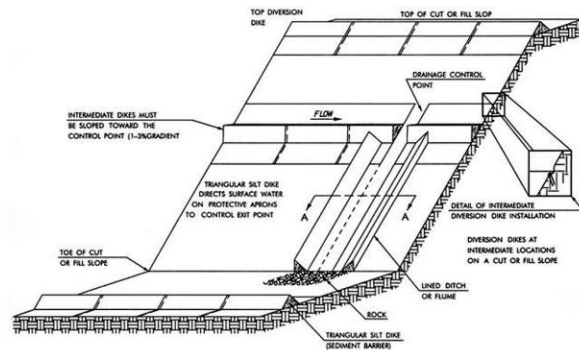 TOP DIVERSION
DIKE
TOP OF CUT OR FILL SLOP
DRAINAGE CONTROL
POINT
FLOW
INTERMEDIATE DIKES MUST
BE SLOPED TOWARD THE
CONTROL POINT (1-3%GRADIENT
TRIANGULAR SILT DIKE
DIRECTS SURFACE WATER
ON PROTECTIVE APRONS
TO CONTROL EXIT POINT
A
A
DETAIL OF INTERMEDIATE
DIVERSION DIKE INSTALLATION
DIVERSION DIKES AT
INTERMEDIATE LOCATIONS
ON A CUT OR FILL SLOPE
TOE OF CUT
OR FILL SLOPE
LINED DITCH
OR FLUME
ROCK
TRIANGULAR SILT DIKE
(SEDIMENT BARRIER)